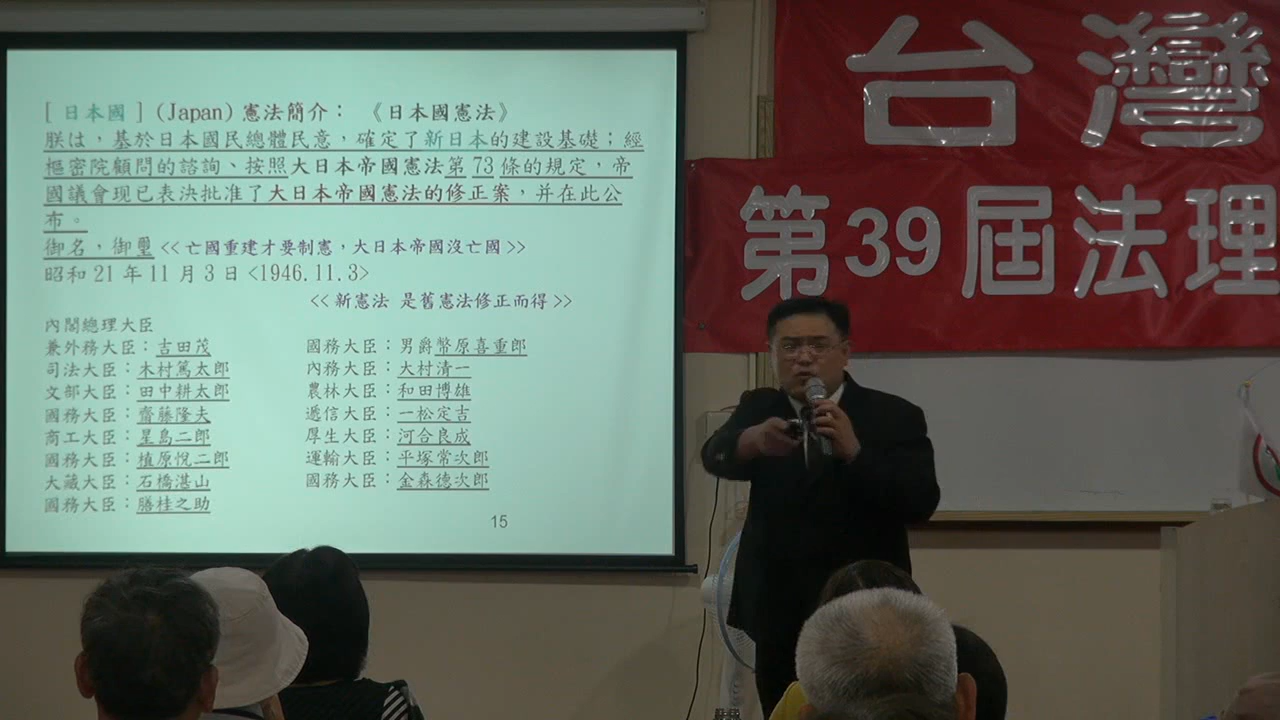 [ 日本國 ] (Japan) 憲法簡介： 《日本國憲法》
朕は，基於日本國民總體民意，確定了新日本的建設基礎；經
樞密院顧問的諮詢、按照大日本帝國憲法第 73 條的規定，帝
國議會現已表決批准了大日本帝國憲法的修正案，并在此公
布。
御名，御璽 << 亡國重建才要制憲，大日本帝國沒亡國 >>
昭和 21 年 11 月 3 日 <1946.11.3>
<< 新憲法 是舊憲法修正而得 >>
內閣總理大臣
兼外務大臣：吉田茂
司法大臣：木村篤太郎
文部大臣：田中耕太郎
國務大臣：齋藤隆夫
商工大臣：星島二郎
國務大臣：植原悅二郎
大藏大臣：石橋湛山
國務大臣：膳桂之助
國務大臣：男爵幣原喜重郎
內務大臣：大村清一
農林大臣：和田博雄
遞信大臣：一松定吉
厚生大臣：河合良成
運輸大臣：平塚常次郎
國務大臣：金森德次郎
15
台灣
第39屆法理